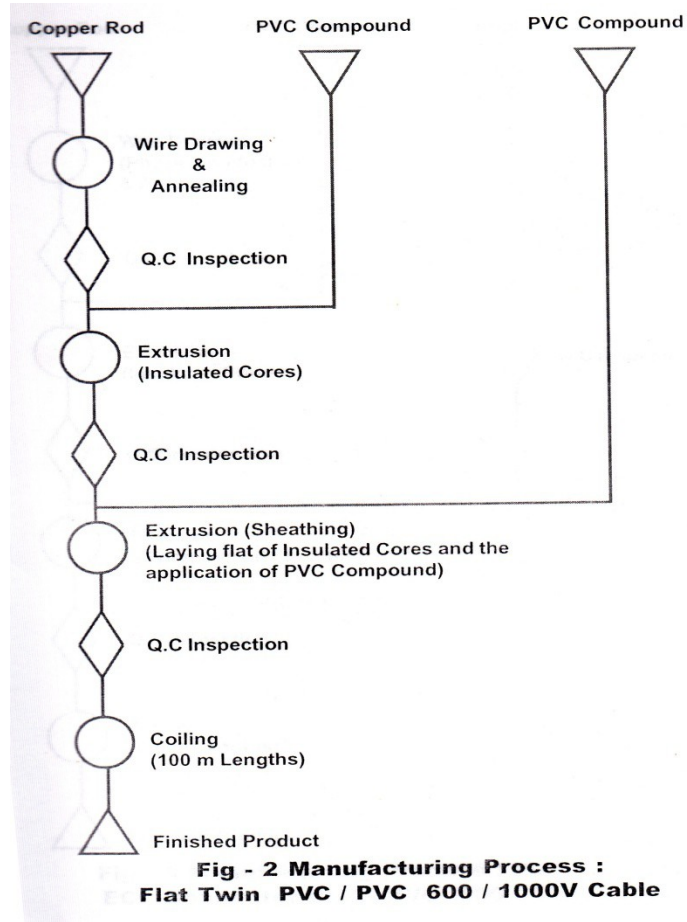 Copper Rod
PVC Compound
PVC Compound
Wire Drawing
&
Annealing
Q.C Inspection
Extrusion
(Insulated Cores)
Q.C Inspection
Extrusion (Sheathing)
(Laying flat of Insulated Cores and the
application of PVC Compound)
Q.C Inspection
Coiling
(100 m Lengths)
Finished Product
Fig - 2 Manufacturing Process :
Flat Twin PVC / PVC 600 / 1000V Cable